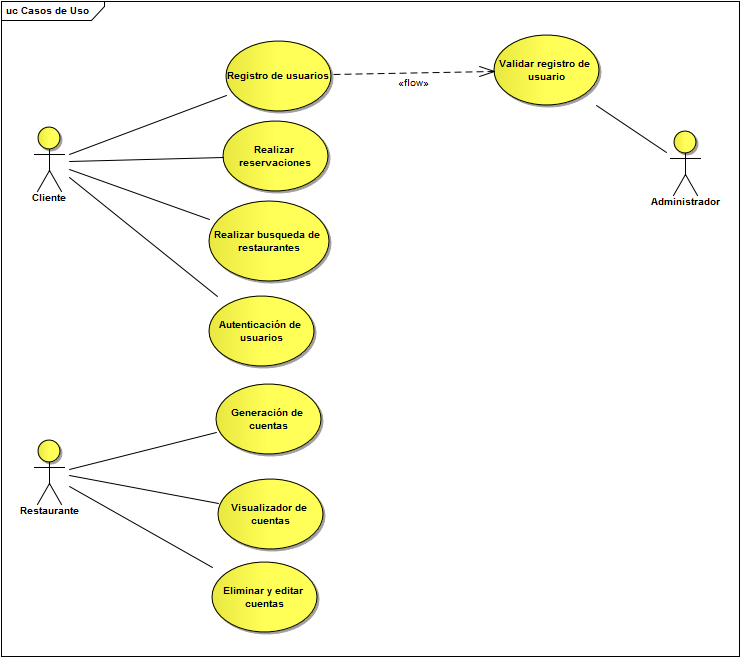 uc Casos de Uso
Registro de usuarios
«flow»
Validar registro de
usuario
Realizar
reservaciones
Cliente
Administrador
Realizar busqueda de
restaurantes
Autenticación de
usuarios
Generación de
cuentas
Restaurante
Visualizador de
cuentas
Eliminar y editar
cuentas